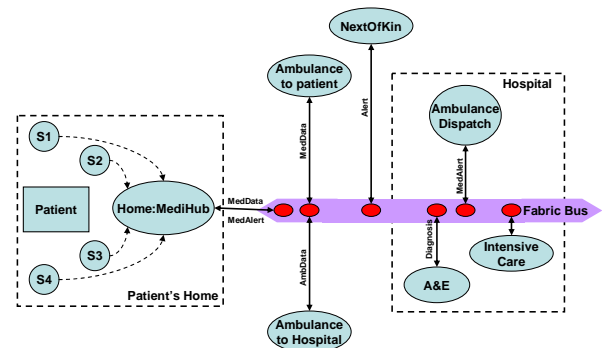 NextOfKin
Ambulance
to patient
Hospital
Alert
MedData
Ambulance
Dispatch
MedAlert
S1
S2
Patient
Home:MediHub
MedData
MedAlert
Fabric Bus
S3
S4
Patient's Home
AmbData
Diagnosis
Intensive
Care
A&E
Ambulance
to Hospital